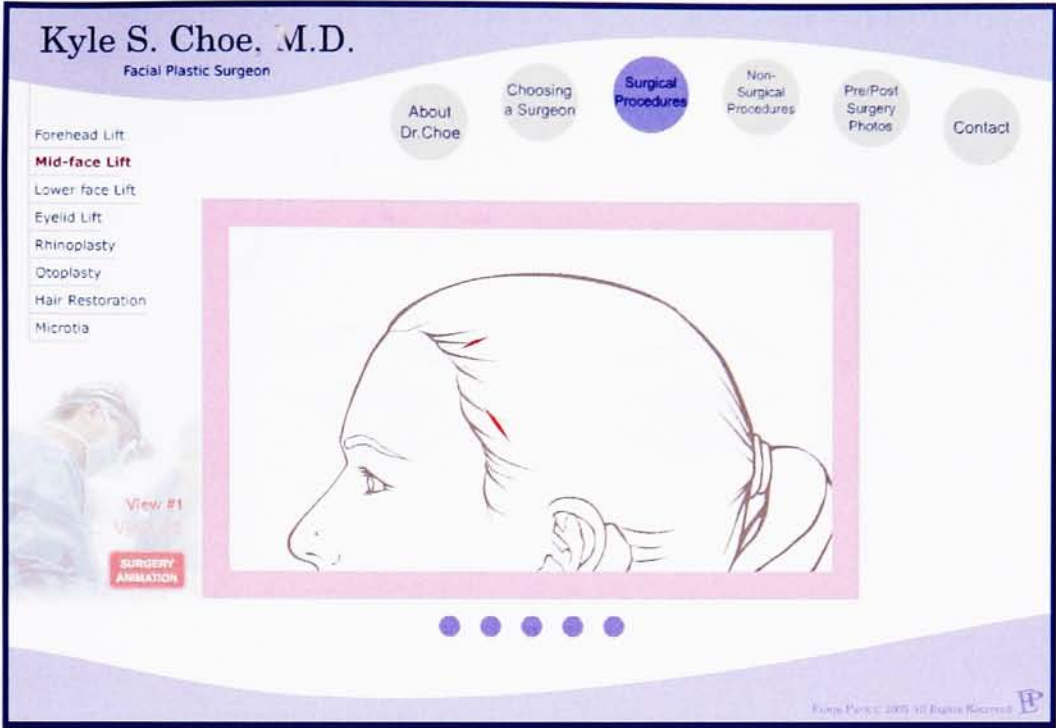 Kyle S. Choe, M.D.
Facial Plastic Surgeon
About
Dr.Choe
Choosing
a Surgeon
Surgical
Procedures
Non-
Surgical
Procedures
Pre/Post
Surgery
Photos
Contact
Forehead Lift
Mid-face Lift
Lower face Lift
Eyelid Lift
Rhinoplasty
Otoplasty
Hair Restoration
Microtia
View #1
SURGERY
ANIMATION